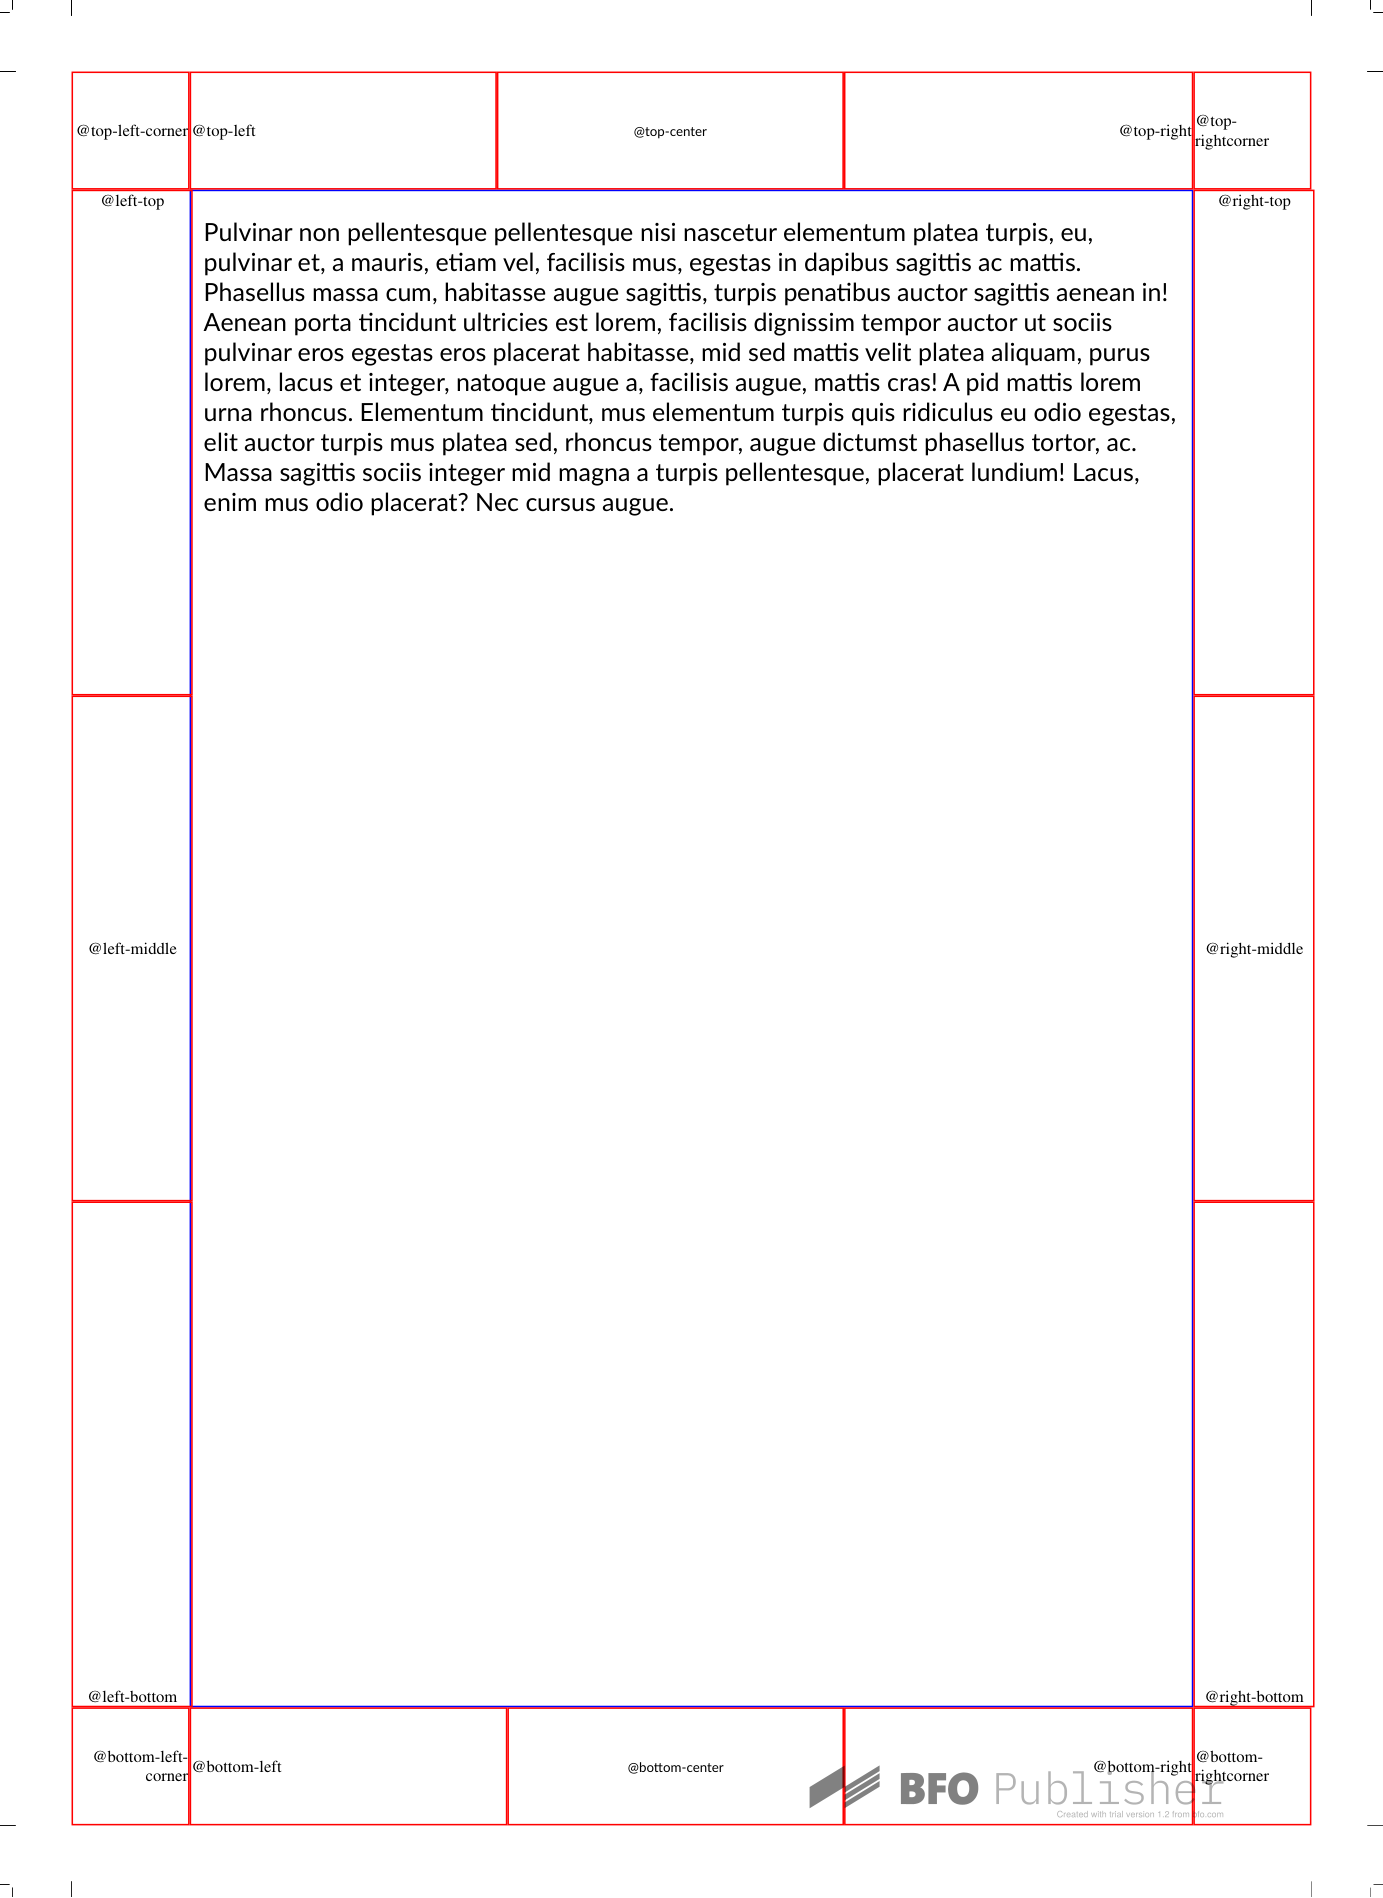 @top-left-corner @top-left @top-center @top-right @top-
rightcorner
@left-top @right-top
Pulvinar non pellentesque pellentesque nisi nascetur elementum platea turpis, eu,
pulvinar et, a mauris, etiam vel, facilisis mus, egestas in dapibus sagittis ac mattis.
Phasellus massa cum, habitasse augue sagittis, turpis penatibus auctor sagittis aenean in!
Aenean porta tincidunt ultricies est lorem, facilisis dignissim tempor auctor ut sociis
pulvinar eros egestas eros placerat habitasse, mid sed mattis velit platea aliquam, purus
lorem, lacus et integer, natoque augue a, facilisis augue, mattis cras! A pid mattis lorem
urna rhoncus. Elementum tincidunt, mus elementum turpis quis ridiculus eu odio egestas,
elit auctor turpis mus platea sed, rhoncus tempor, augue dictumst phasellus tortor, ac.
Massa sagittis sociis integer mid magna a turpis pellentesque, placerat lundium! Lacus,
enim mus odio placerat? Nec cursus augue.
@left-middle @right-middle
@left-bottom @right-bottom
@bottom-left-
corner
@bottom-left @bottom-center @bottom-right @bottom-
rightcorner
BFO Publisher
Created with trial version 1.2 from bfo.com